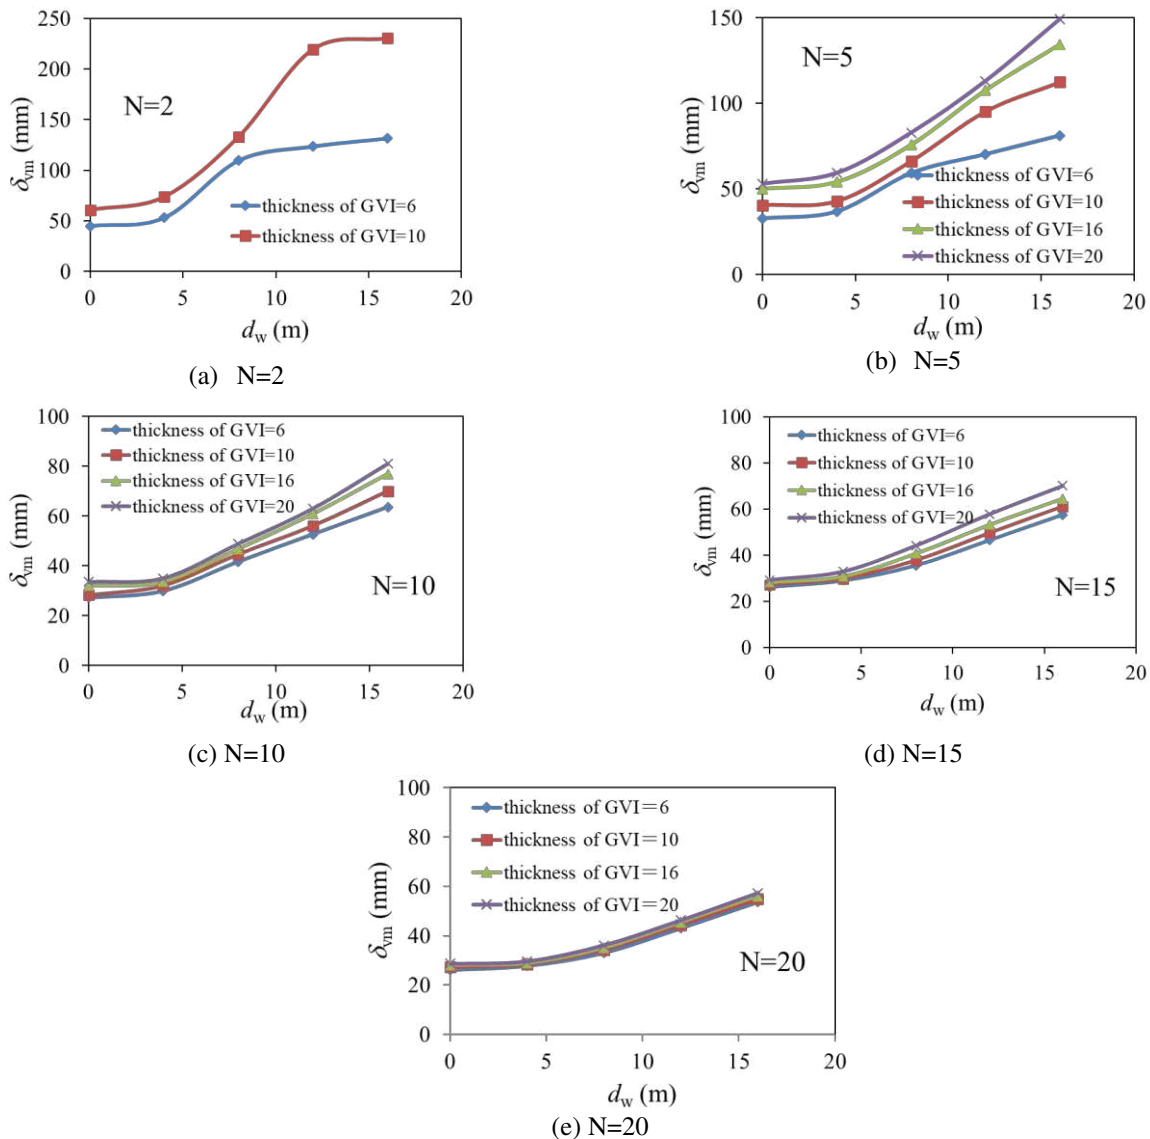 250
200
150
100
50
0
δvm (mm)
N=2
thickness of GVI=6
thickness of GVI=10
0 5 10 15 20
dw (m)
(a) N=2
150
100
50
0
δvm (mm)
N=5
thickness of GVI=6
thickness of GVI=10
thickness of GVI=16
thickness of GVI=20
0 5 10 15 20
dw (m)
(b) N=5
100
80
60
40
20
0
δvm (mm)
thickness of GVI=6
thickness of GVI=10
thickness of GVI=16
thickness of GVI=20
N=10
0 5 10 15 20
dw (m)
(c) N=10
100
80
60
40
20
0
δvm (mm)
thickness of GVI=6
thickness of GVI=10
thickness of GVI=16
thickness of GVI=20
N=15
0 5 10 15 20
dw (m)
(d) N=15
100
80
60
40
20
0
δvm (mm)
thickness of GVI=6
thickness of GVI=10
thickness of GVI=16
thickness of GVI=20
N=20
0 5 10 15 20
dw (m)
(e) N=20